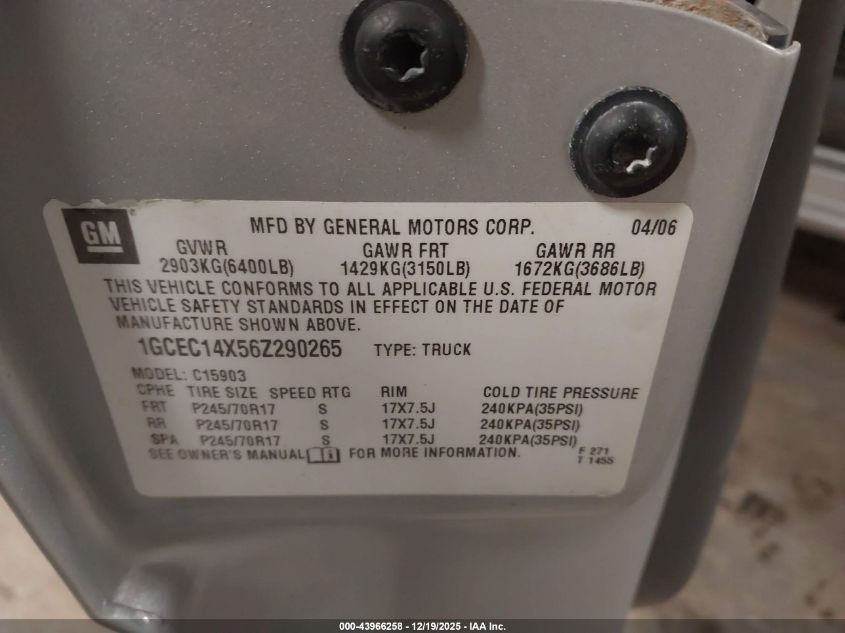 GM
MFD BY GENERAL MOTORS CORP. 04/06
GVWR GAWR FRT GAWR RR
2903KG(6400LB) 1429KG(3150LB) 1672KG(3686LB)
THIS VEHICLE CONFORMS TO ALL APPLICABLE U.S. FEDERAL MOTOR
VEHICLE SAFETY STANDARDS IN EFFECT ON THE DATE OF
MANUFACTURE SHOWN ABOVE.
1GCEC14X56Z290265 TYPE: TRUCK
MODEL: C15903
CPHE TIRE SIZE SPEED RTG RIM COLD TIRE PRESSURE
FRT P245/70R17 S 17X7.5J 240KPA(35PSI)
RR P245/70R17 S 17X7.5J 240KPA(35PSI)
SPA P245/70R17 S 17X7.5J 240KPA(35PSI)
SEE OWNER'S MANUAL FOR MORE INFORMATION. F 271
T 1455
000-43966258 - 12/19/2025 - IAA Inc.